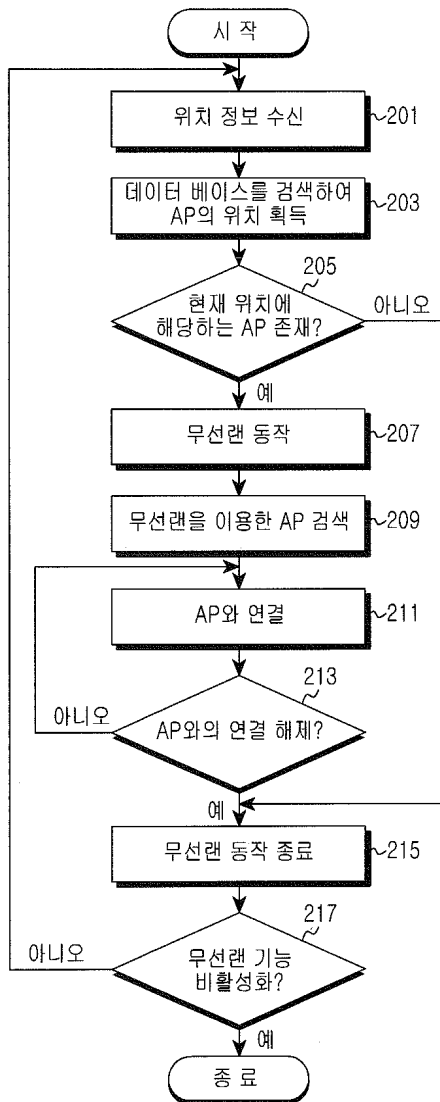 시 작
위치 정보 수신
201
데이터 베이스를 검색하여
AP의 위치 획득
203
205
현재 위치에
해당하는 AP 존재?
아니오
예
무선랜 동작
207
무선랜을 이용한 AP 검색
209
AP와 연결
211
213
AP와의 연결 해제?
아니오
예
무선랜 동작 종료
215
217
무선랜 기능
비활성화?
아니오
예
종 료